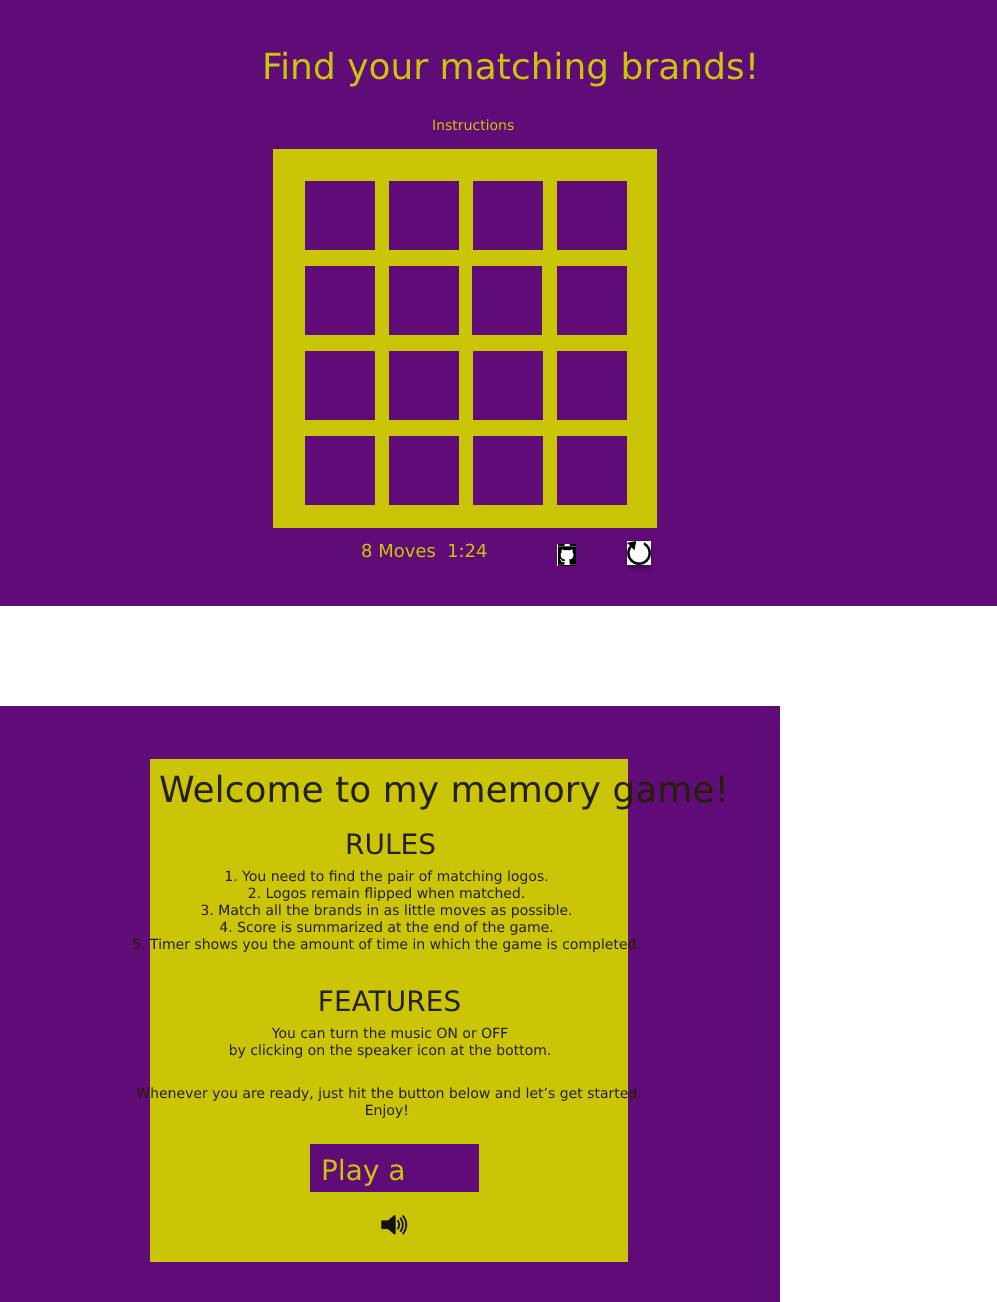 Find your matching brands!
Instructions
8 Moves 1:24
Welcome to my memory game!
RULES
1. You need to find the pair of matching logos.
2. Logos remain flipped when matched.
3. Match all the brands in as little moves as possible.
4. Score is summarized at the end of the game.
5. Timer shows you the amount of time in which the game is completed.
FEATURES
You can turn the music ON or OFF
by clicking on the speaker icon at the bottom.
Whenever you are ready, just hit the button below and let’s get started.
Enjoy!
Play a